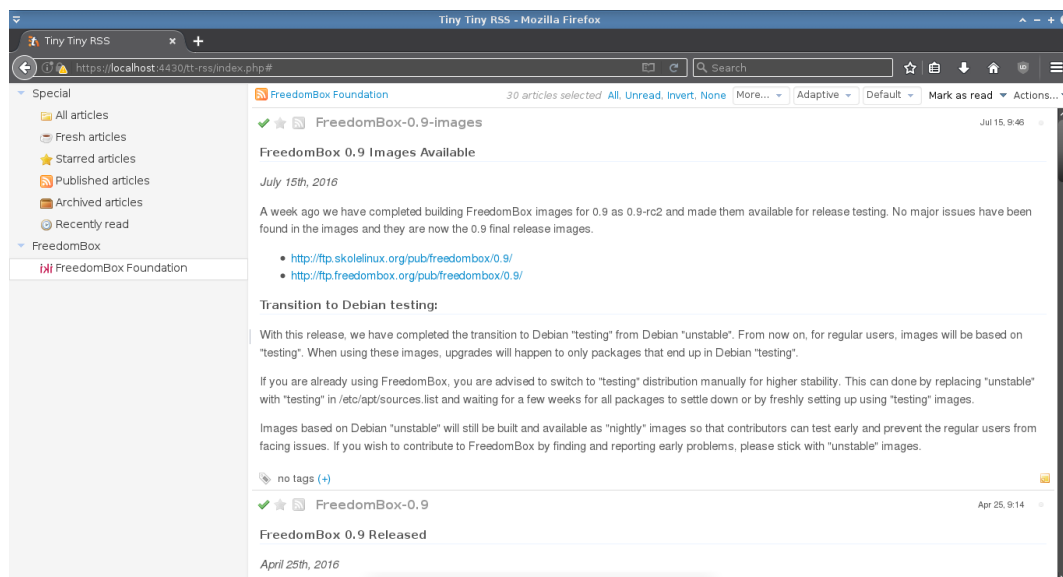 Tiny Tiny RSS - Mozilla Firefox
Tiny Tiny RSS
https://localhost:4430/tt-rss/index.php#
Search
Special
All articles
Fresh articles
Starred articles
Published articles
Archived articles
Recently read
FreedomBox
FreedomBox Foundation
FreedomBox Foundation
30 articles selected All, Unread, Invert, None More... Adaptive Default Mark as read Actions...
FreedomBox-0.9-images Jul 15, 9:46
FreedomBox 0.9 Images Available
July 15th, 2016
A week ago we have completed building FreedomBox images for 0.9 as 0.9-rc2 and made them available for release testing. No major issues have been
found in the images and they are now the 0.9 final release images.
http://ftp.skolelinux.org/pub/freedombox/0.9/
http://ftp.freedombox.org/pub/freedombox/0.9/
Transition to Debian testing:
With this release, we have completed the transition to Debian "testing" from Debian "unstable". From now on, for regular users, images will be based on
"testing". When using these images, upgrades will happen to only packages that end up in Debian "testing".
If you are already using FreedomBox, you are advised to switch to "testing" distribution manually for higher stability. This can done by replacing "unstable"
with "testing" in /etc/apt/sources.list and waiting for a few weeks for all packages to settle down or by freshly setting up using "testing" images.
Images based on Debian "unstable" will still be built and available as "nightly" images so that contributors can test early and prevent the regular users from
facing issues. If you wish to contribute to FreedomBox by finding and reporting early problems, please stick with "unstable" images.
no tags (+)
FreedomBox-0.9 Apr 25, 9:14
FreedomBox 0.9 Released
April 25th, 2016